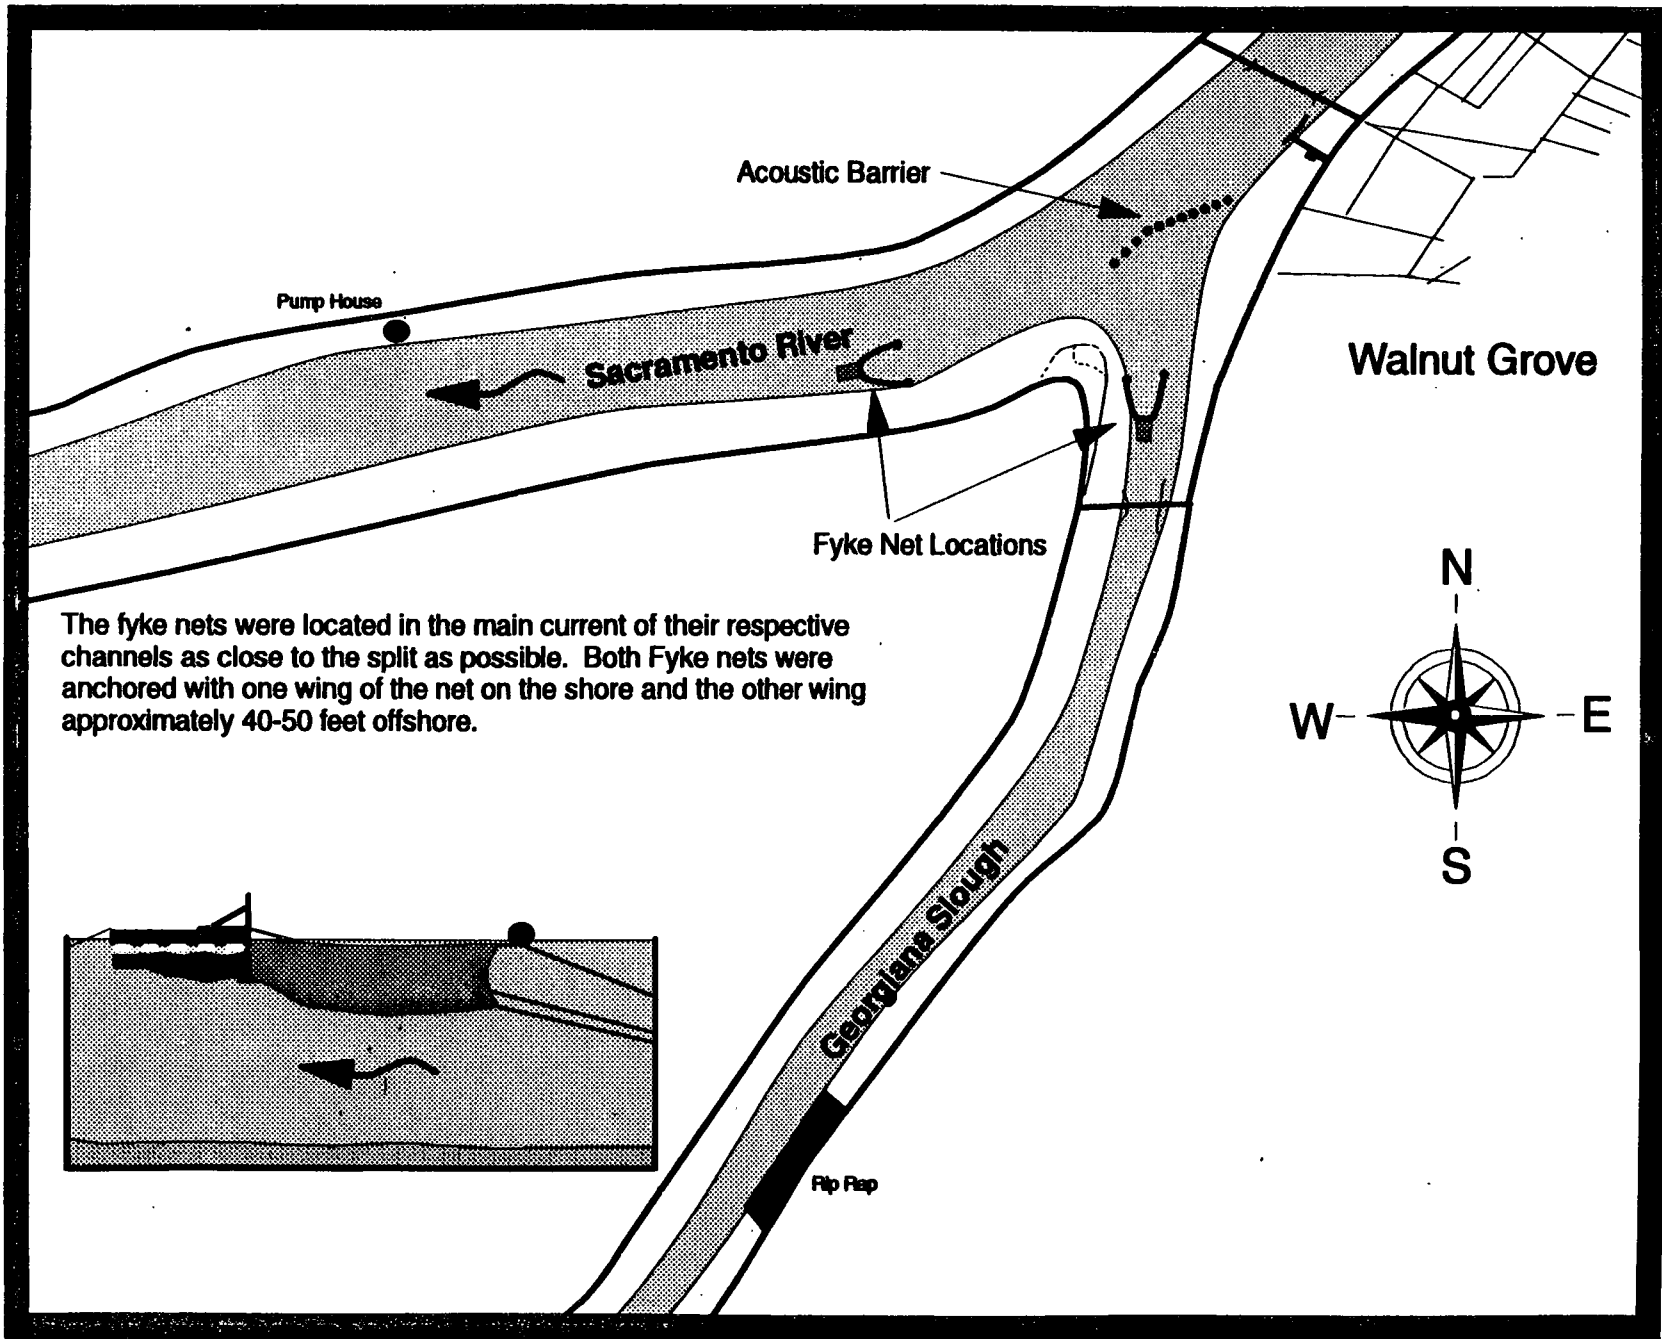 Acoustic Barrier
Pump House
Sacramento River
Walnut Grove
Fyke Net Locations
The fyke nets were located in the main current of their respective
channels as close to the split as possible. Both Fyke nets were
anchored with one wing of the net on the shore and the other wing
approximately 40-50 feet offshore.
N
W
E
S
Georgiana Slough
Rip Rap